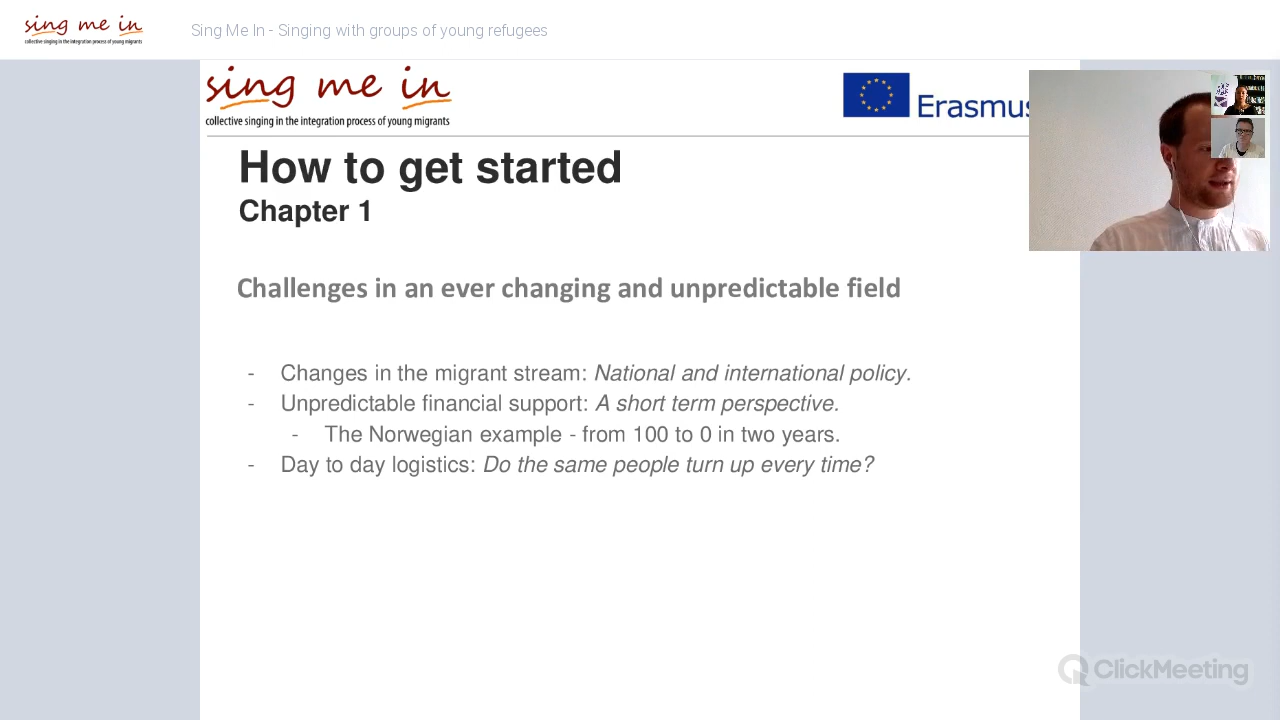 sing me in
collective singing in the integration process of young migrants
Sing Me In - Singing with groups of young refugees
sing me in
collective singing in the integration process of young migrants
Erasmus
How to get started
Chapter 1
Challenges in an ever changing and unpredictable field
- Changes in the migrant stream: National and international policy.
- Unpredictable financial support: A short term perspective.
- The Norwegian example - from 100 to 0 in two years.
- Day to day logistics: Do the same people turn up every time?
ClickMeeting